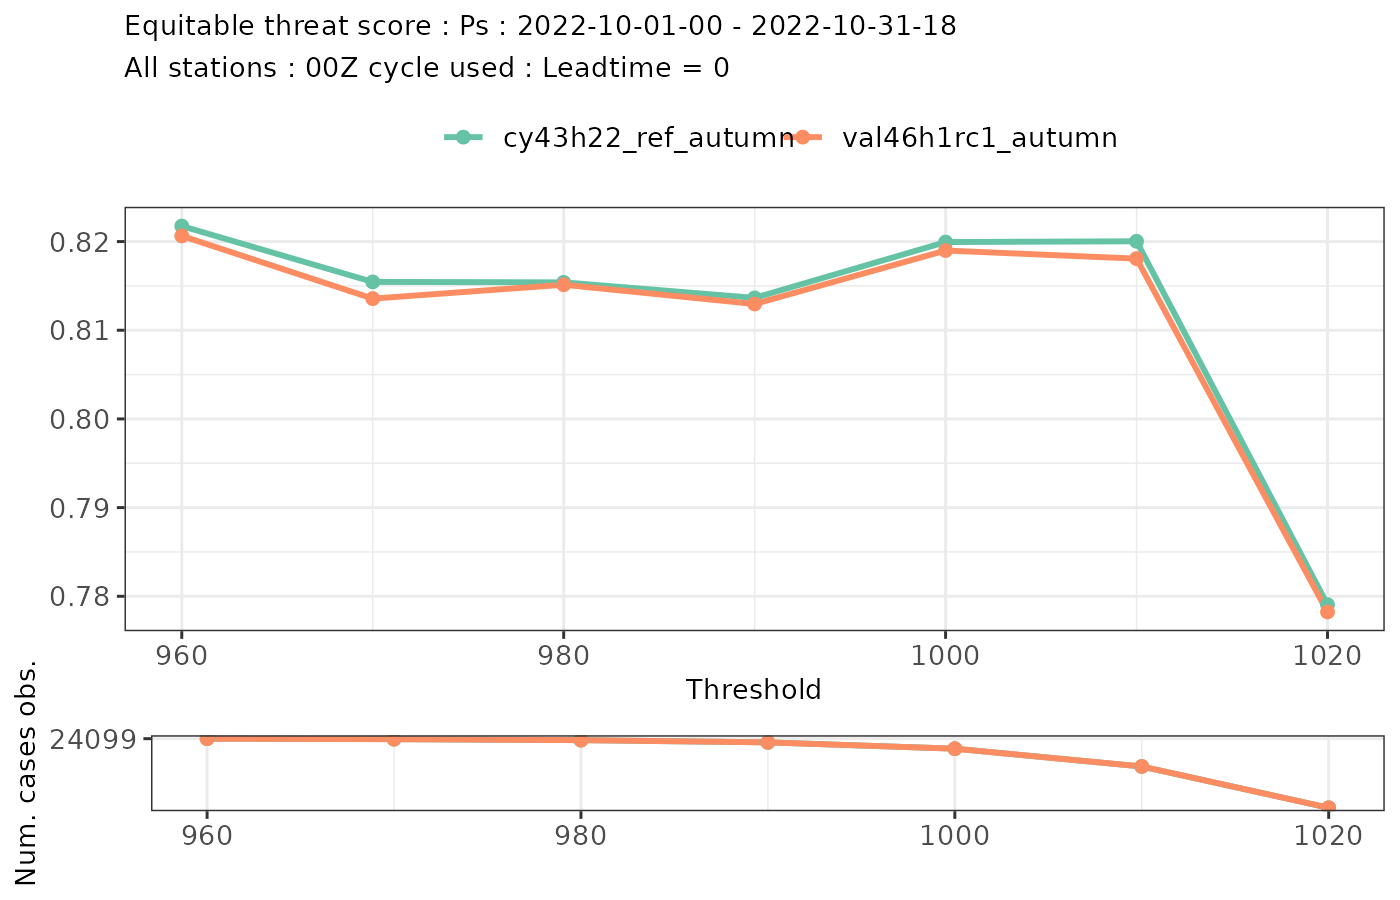 Equitable threat score : Ps : 2022-10-01-00 - 2022-10-31-18
All stations : 00Z cycle used : Leadtime = 0
cy43h22_ref_autumn val46h1rc1_autumn
0.82
0.81
0.80
0.79
0.78
960 980 1000 1020
Threshold
Num. cases obs.
24099
960 980 1000 1020